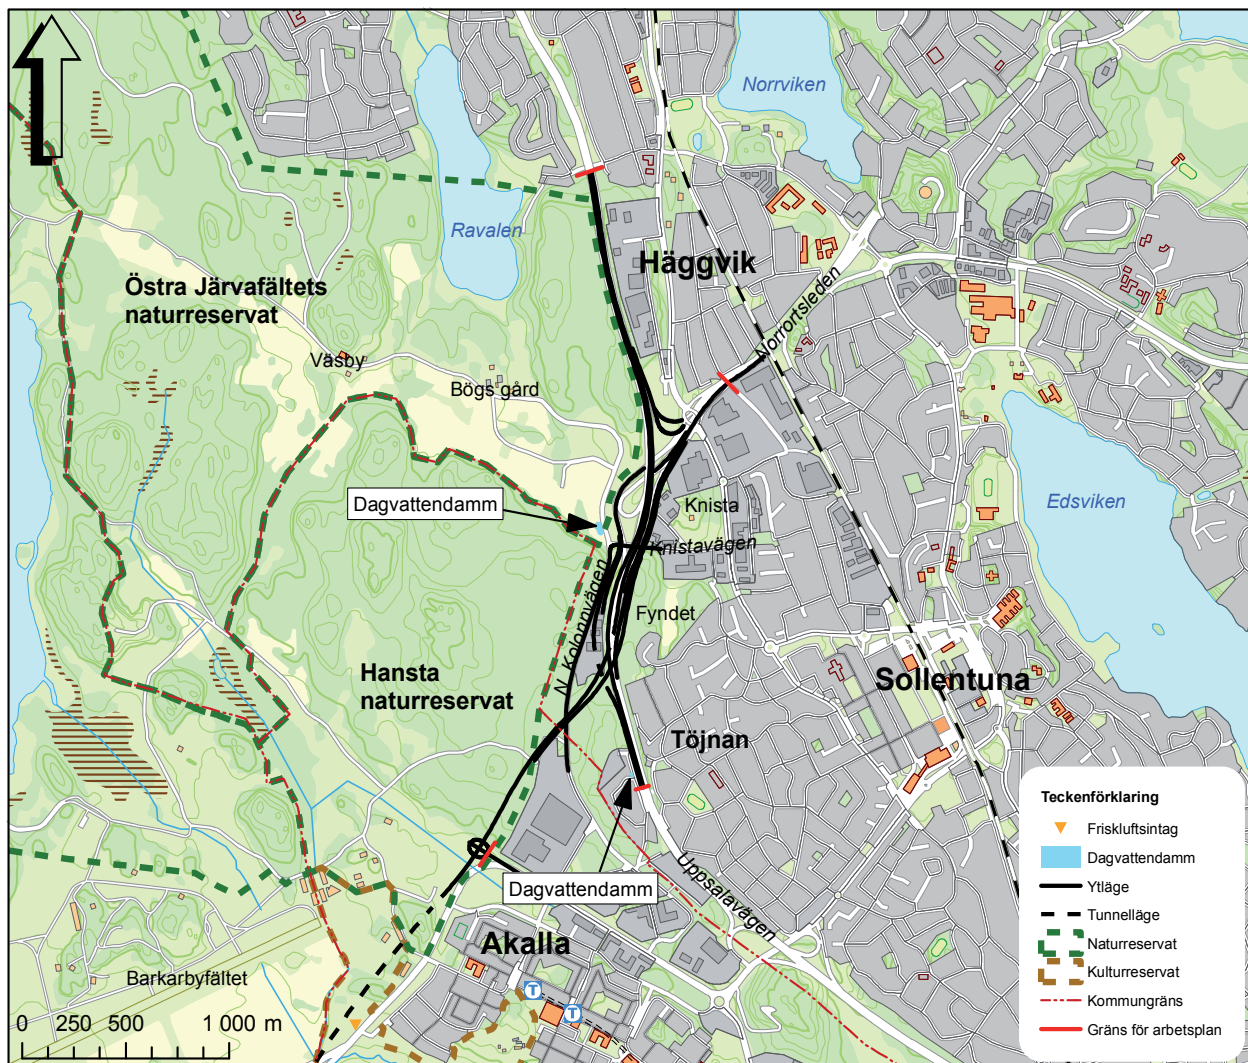 Norrviken
Ravalen
Häggvik
Östra Järvafältets
naturreservat
Norrortsleden
Väsby
Bögs gård
Dagvattendamm
Knista
Edsviken
Knistavägen
N. Kolonnvägen
Fyndet
Hansta
naturreservat
Sollentuna
Töjnan
Dagvattendamm
Uppsalavägen
Akalla
Barkarbyfältet
T
T
0 250 500 1 000 m
Teckenförklaring
Friskluftsintag
Dagvattendamm
Ytläge
Tunnelläge
Naturreservat
Kulturreservat
Kommungräns
Gräns för arbetsplan